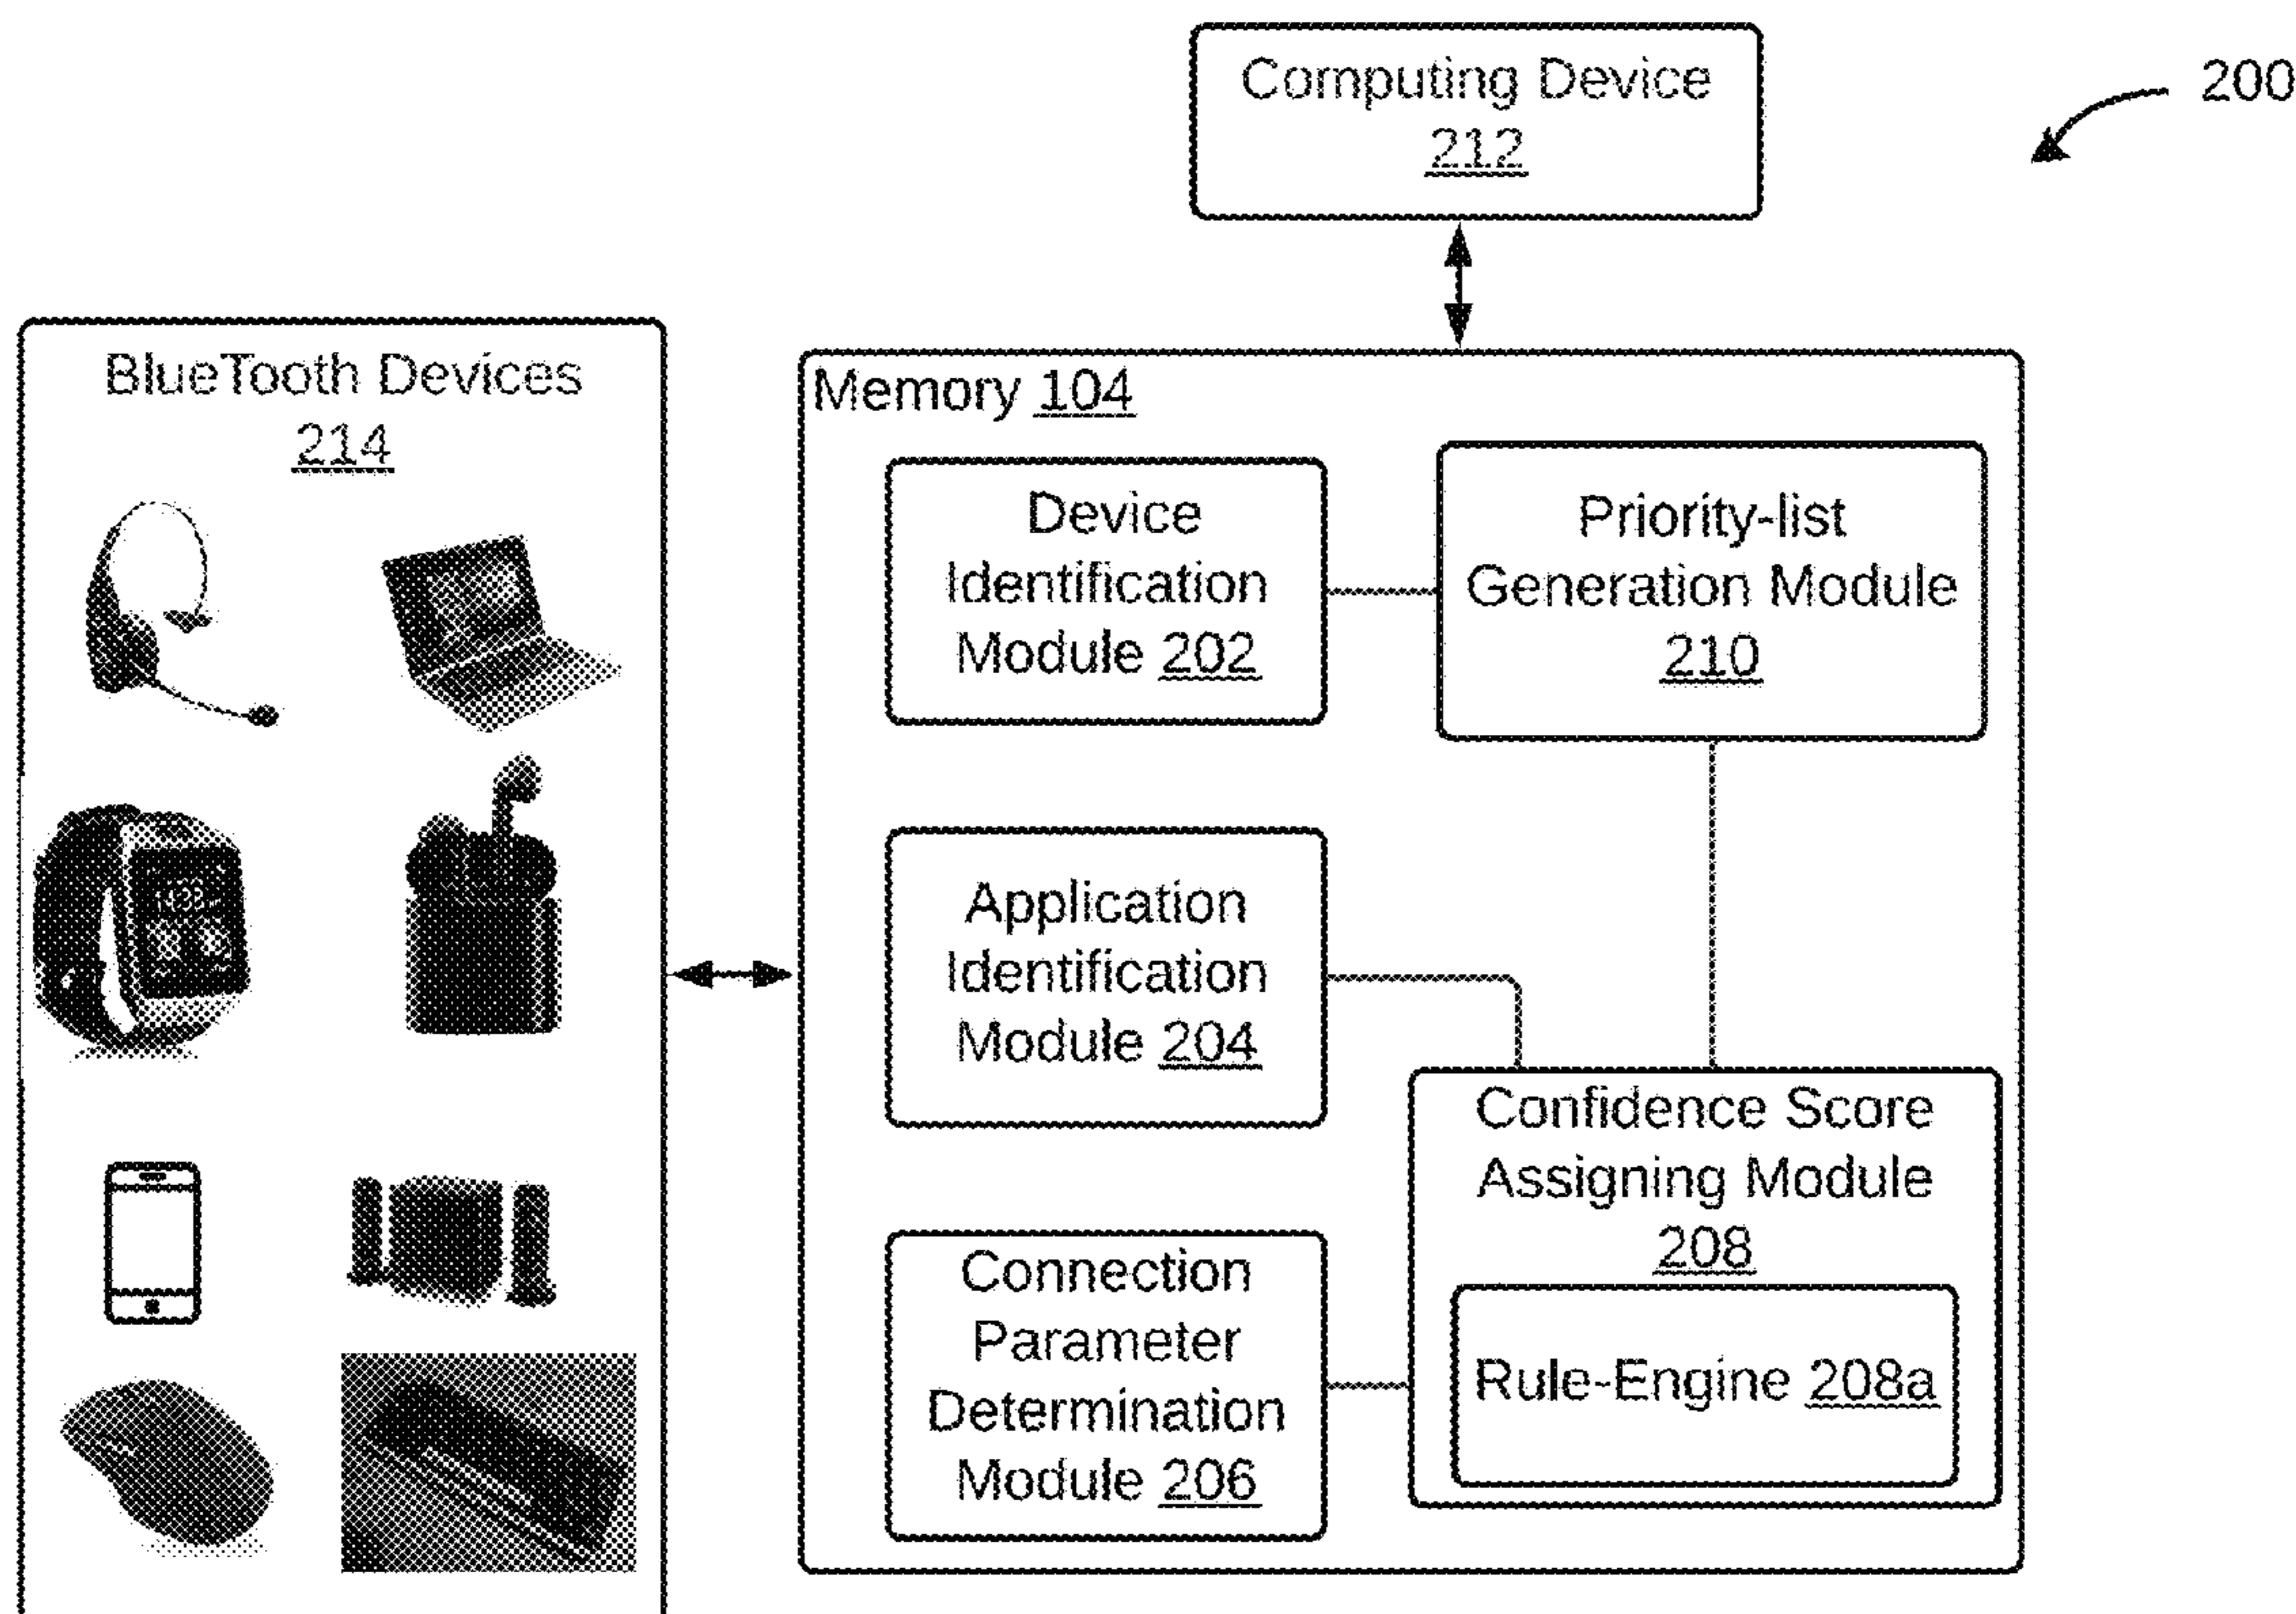 Computing Device
212
200
BlueTooth Devices
214
Memory 104
Device
Identification
Module 202
Priority-list
Generation Module
210
Application
Identification
Module 204
Confidence Score
Assigning Module
208
Rule-Engine 208a
Connection
Parameter
Determination
Module 206